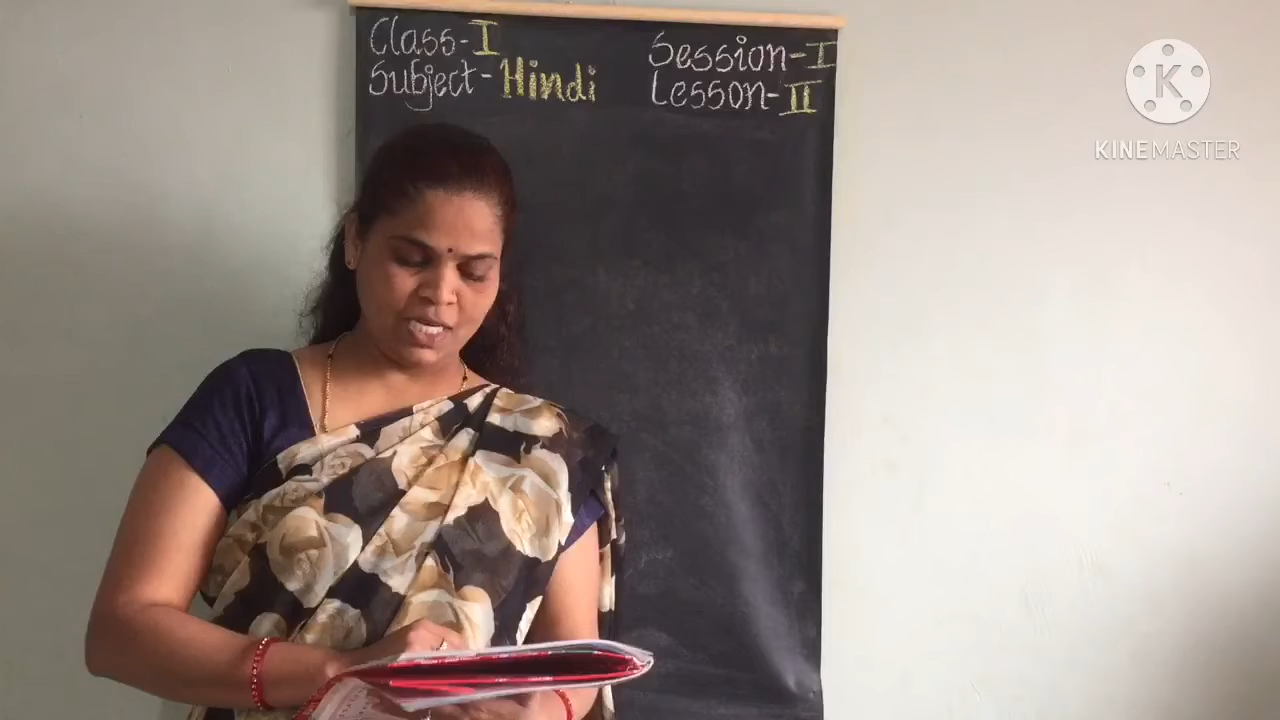 Class-I
Subject-Hindi
Session-I
Lesson-II
K
KINEMASTER